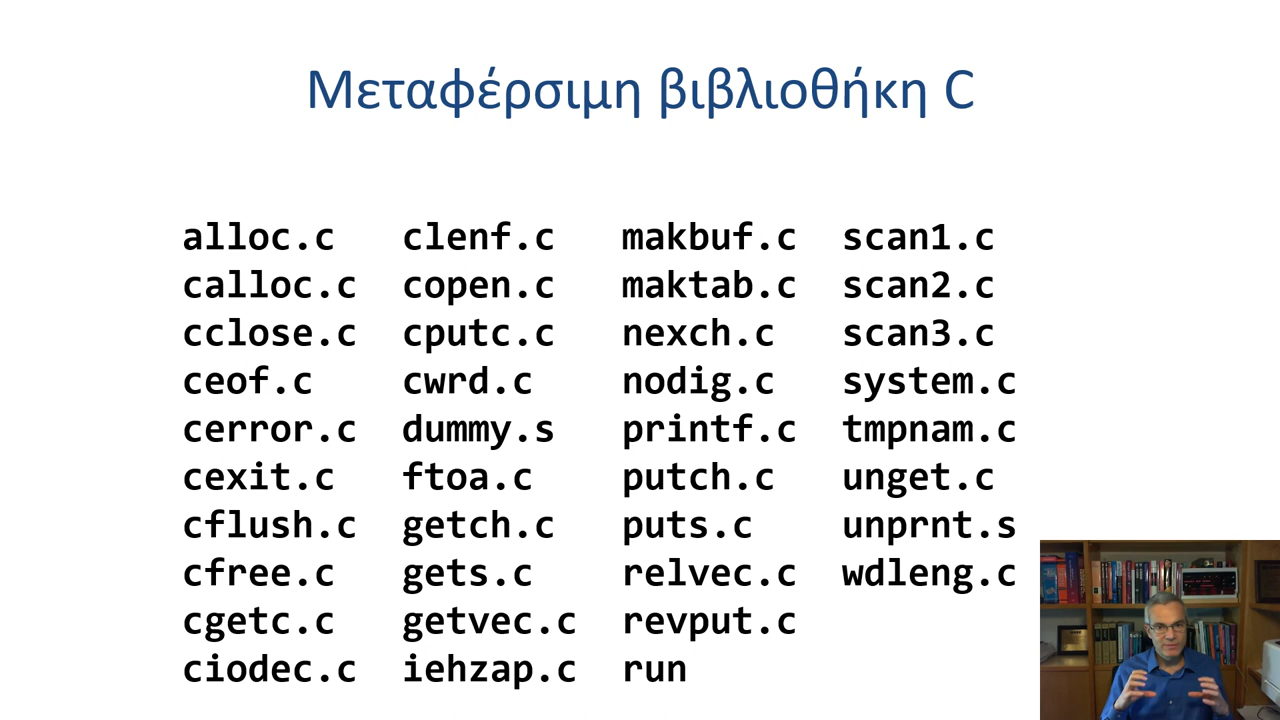 Μεταφέρσιμη βιβλιοθήκη C
alloc.c clenf.c makbuf.c scan1.c
calloc.c copen.c maktab.c scan2.c
cclose.c cputc.c nexch.c scan3.c
ceof.c cwrd.c nodig.c system.c
cerror.c dummy.s printf.c tmpnam.c
cexit.c ftoa.c putch.c unget.c
cflush.c getch.c puts.c unprnt.s
cfree.c gets.c relvec.c wdleng.c
cgetc.c getvec.c revput.c
ciodec.c iehzap.c run